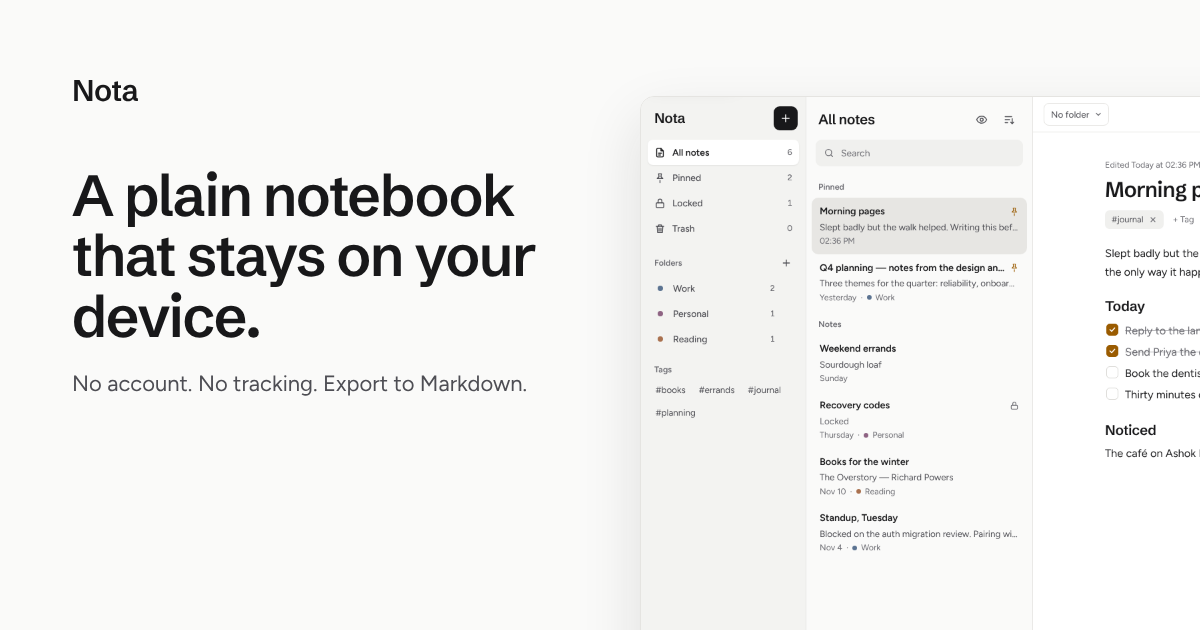 Nota
A plain notebook
that stays on your
device.
No account. No tracking. Export to Markdown.
Nota
All notes 6
Pinned 2
Locked 1
Trash 0
Folders
Work 2
Personal 1
Reading 1
Tags
#books #errands #journal
#planning
All notes
Search
Pinned
Morning pages
Slept badly but the walk helped. Writing this bef...
02:36 PM
Q4 planning — notes from the design an...
Three themes for the quarter: reliability, onboar...
Yesterday · Work
Notes
Weekend errands
Sourdough loaf
Sunday
Recovery codes
Locked
Thursday · Personal
Books for the winter
The Overstory — Richard Powers
Nov 10 · Reading
Standup, Tuesday
Blocked on the auth migration review. Pairing wi...
Nov 4 · Work
No folder
Edited Today at 02:36 PM
Morning p
#journal × + Tag
Slept badly but the
the only way it happ
Today
Reply to the lan
Send Priya the
Book the dentis
Thirty minutes
Noticed
The café on Ashok